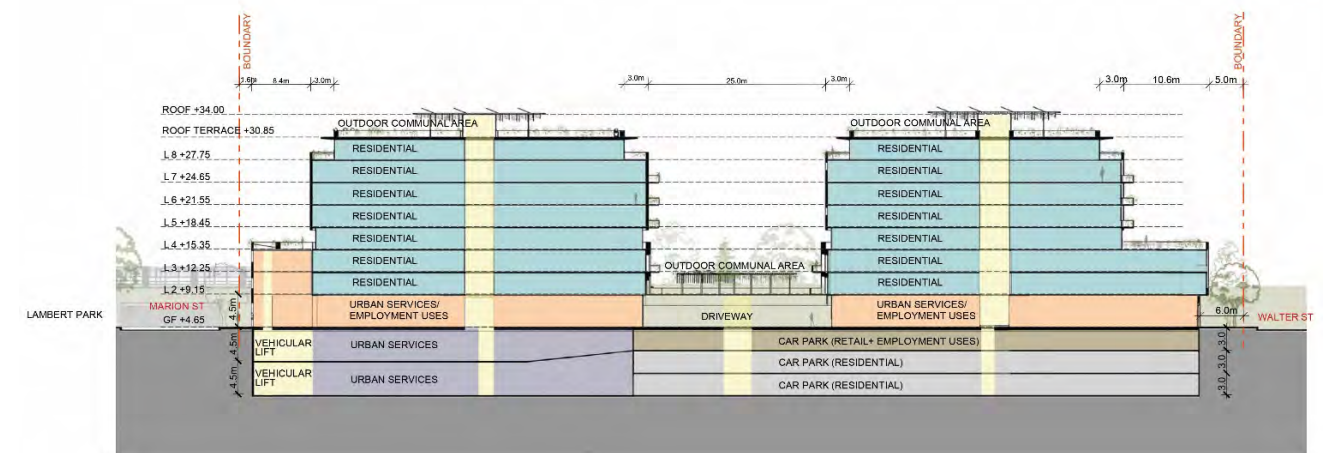 BOUNDARY
BOUNDARY
8.4m
3.0m
3.0m
25.0m
3.0m
3.0m
10.6m
5.0m
ROOF +34.00
OUTDOOR COMMUNAL AREA
OUTDOOR COMMUNAL AREA
ROOF TERRACE +30.85
RESIDENTIAL
RESIDENTIAL
L 8 +27.75
RESIDENTIAL
RESIDENTIAL
L 7 +24.65
RESIDENTIAL
RESIDENTIAL
L 6 +21.55
RESIDENTIAL
RESIDENTIAL
L 5 +18.45
RESIDENTIAL
RESIDENTIAL
L 4 +15.35
RESIDENTIAL
RESIDENTIAL
L 3 +12.25
OUTDOOR COMMUNAL AREA
RESIDENTIAL
RESIDENTIAL
L 2 +9.15
MARION ST
4.5m
URBAN SERVICES/
EMPLOYMENT USES
DRIVEWAY
URBAN SERVICES/
EMPLOYMENT USES
6.0m
LAMBERT PARK
GF +4.65
WALTER ST
4.5m
VEHICULAR
LIFT
URBAN SERVICES
CAR PARK (RETAIL+ EMPLOYMENT USES)
3.0
CAR PARK (RESIDENTIAL)
3.0
4.5m
VEHICULAR
LIFT
URBAN SERVICES
CAR PARK (RESIDENTIAL)
3.0